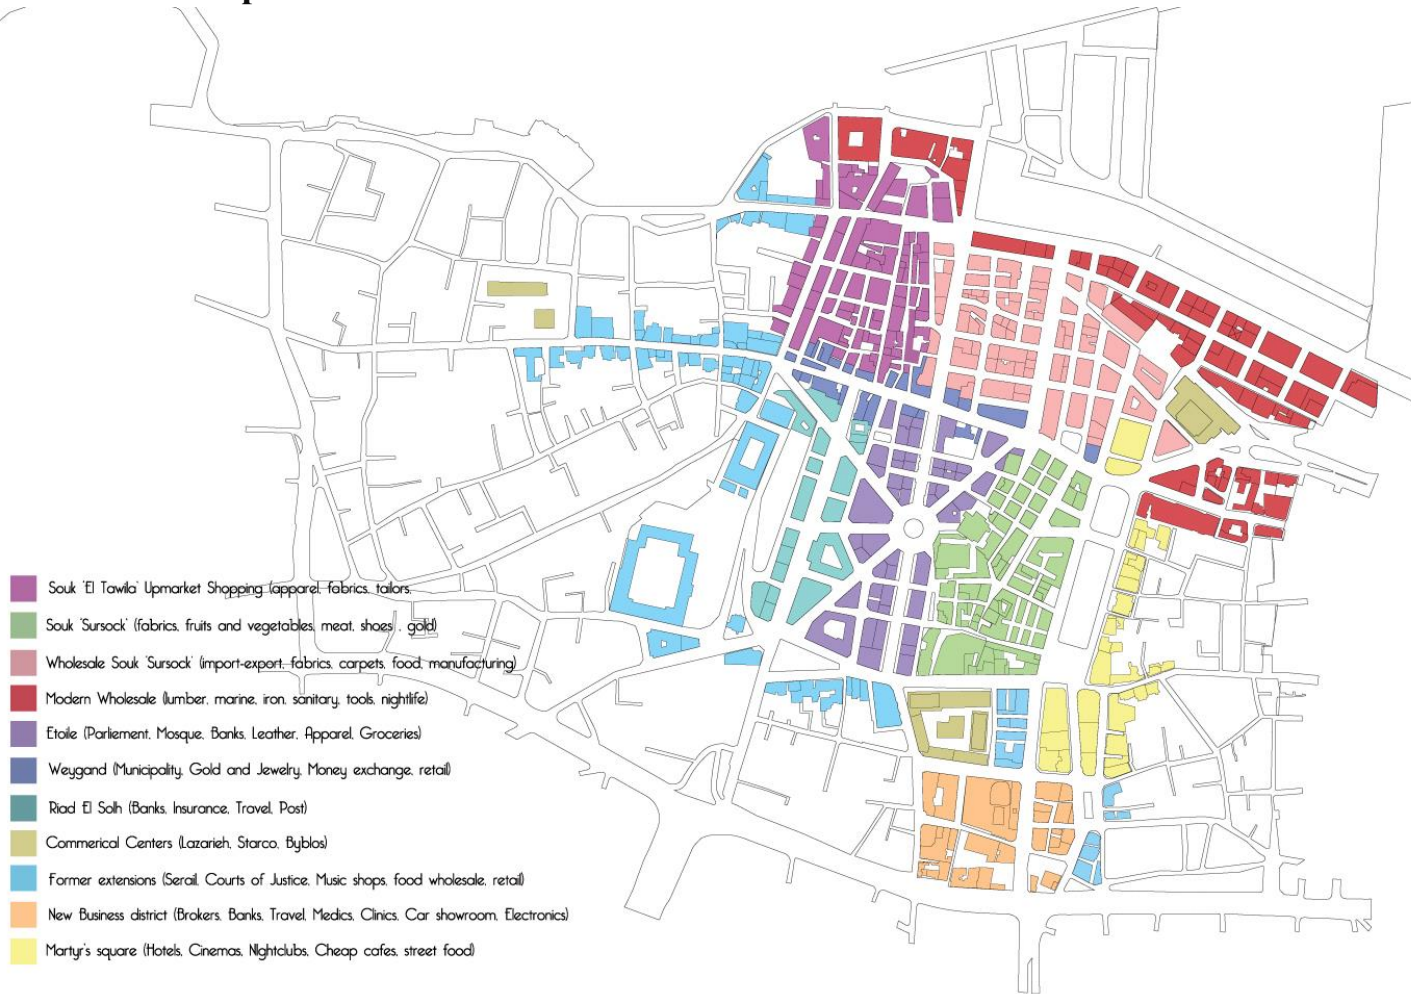 Souk 'El Tawila' Upmarket Shopping (apparel, fabrics, tailors,
Souk 'Sursock' (fabrics, fruits and vegetables, meat, shoes , gold)
Wholesale Souk 'Sursock' (import-export, fabrics, carpets, food, manufacturing)
Modern Wholesale (lumber, marine, iron, sanitary, tools, nightlife)
Etoile (Parliement, Mosque, Banks, Leather, Apparel, Groceries)
Weygand (Municipality, Gold and Jewelry, Money exchange, retail)
Riad El Solh (Banks, Insurance, Travel, Post)
Commerical Centers (Lazarieh, Starco, Byblos)
Former extensions (Serail, Courts of Justice, Music shops, food wholesale, retail)
New Business district (Brokers, Banks, Travel, Medics, Clinics, Car showroom, Electronics)
Martyr's square (Hotels, Cinemas, NIghtclubs, Cheap cafes, street food)